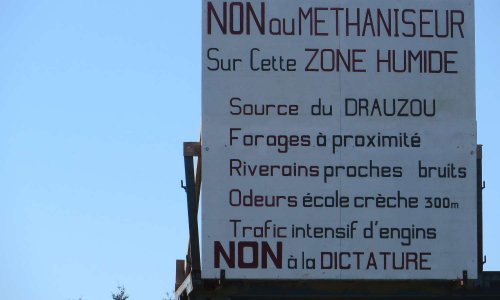 NON au METHANISEUR
Sur Cette ZONE HUMIDE
Source du DRAUZOU
Forages à proximité
Riverains proches bruits
Odeurs école crèche 300m
Trafic intensif d'engins
NON à la DICTATURE